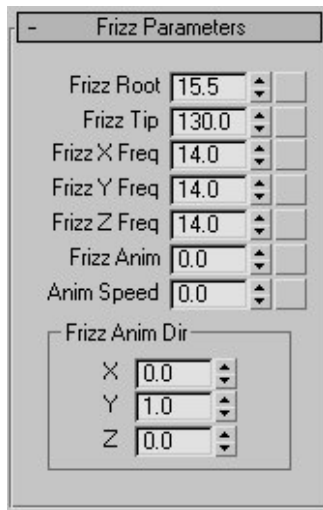 - Frizz Parameters
Frizz Root 15.5
Frizz Tip 130.0
Frizz X Freq 14.0
Frizz Y Freq 14.0
Frizz Z Freq 14.0
Frizz Anim 0.0
Anim Speed 0.0
Frizz Anim Dir
X 0.0
Y 1.0
Z 0.0